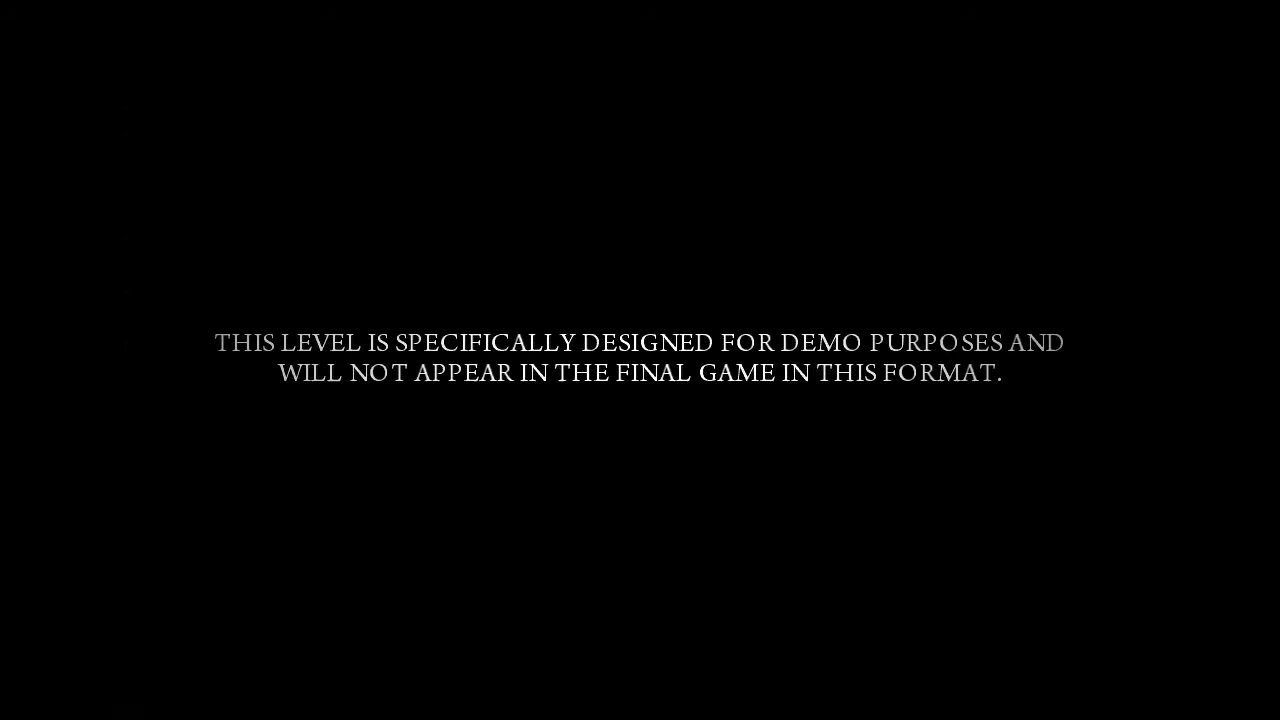 THIS LEVEL IS SPECIFICALLY DESIGNED FOR DEMO PURPOSES AND
WILL NOT APPEAR IN THE FINAL GAME IN THIS FORMAT.